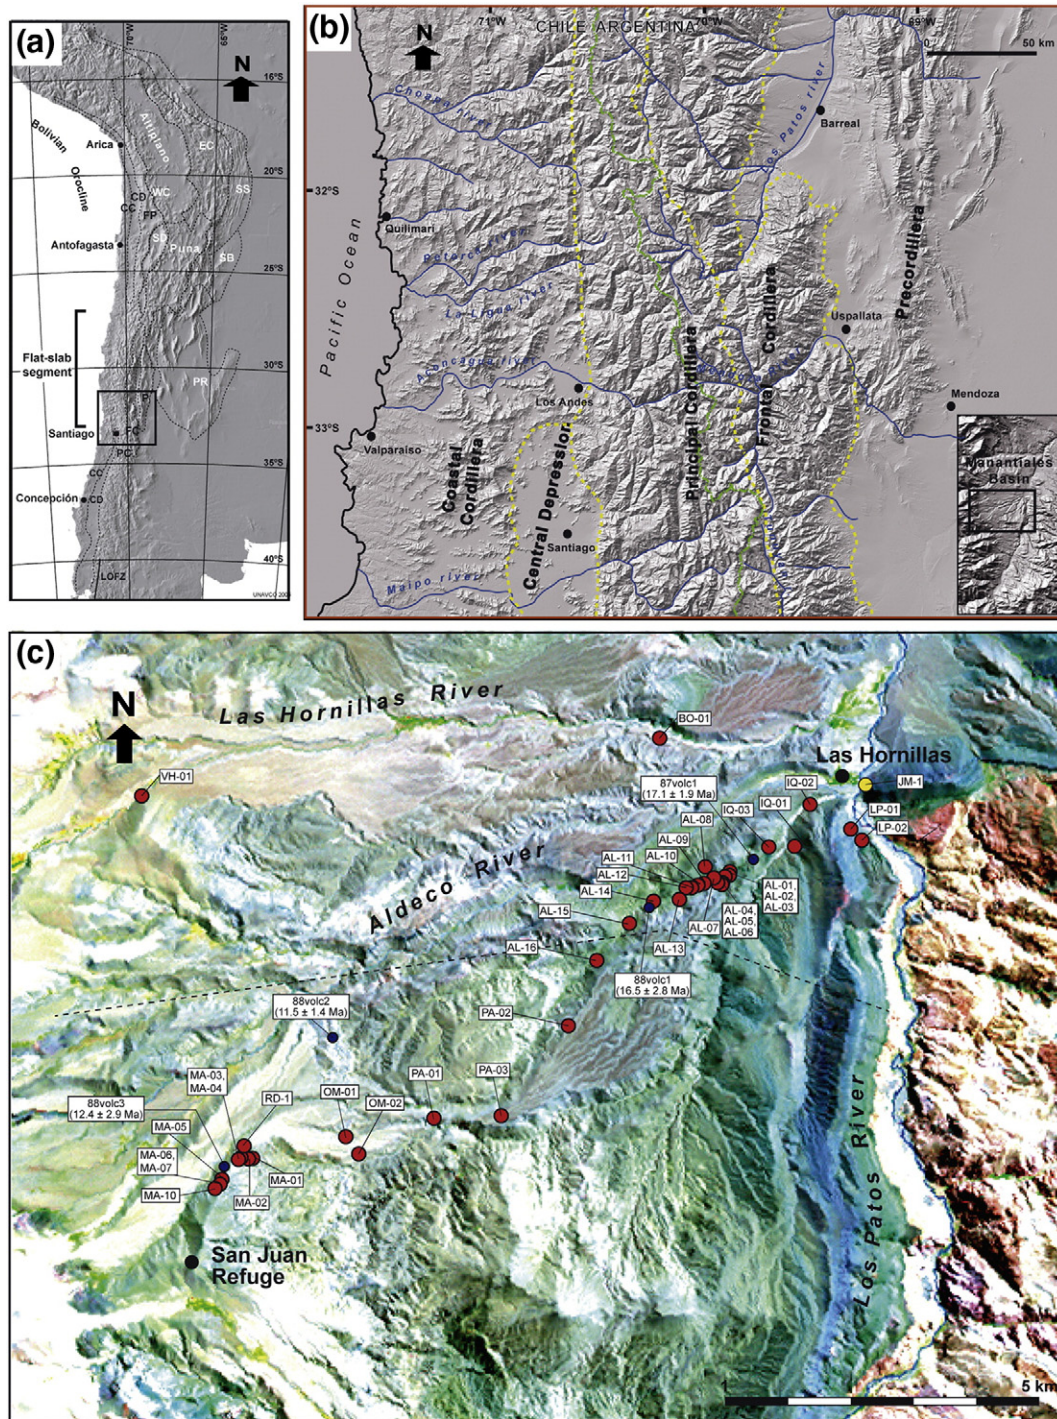 (a)
70°W
65°W
N
15°S
Bolivian
Orocline
Arica
Altiplano
EC
20°S
WC
SS
CD
CC
FP
Antofagasta
SD
Puna
SB
25°S
Flat-slab
segment
30°S
PR
P
Santiago
FC
PC
35°S
CC
Concepción
CD
40°S
LOFZ
(b)
71°W
70°W
69°W
CHILE
ARGENTINA
N
0
50 km
Choapa river
Los Patos river
Barreal
32°S
Quilimari
Petorca river
La Ligua river
Pacific Ocean
Precordillera
Uspallata
Aconcagua river
Los Andes
Principal Cordillera
Frontal
Cordillera
Mendoza
33°S
Valparaiso
Coastal
Cordillera
Central Depression
Santiago
Maipo river
Manantiales
Basin
(c)
N
Las Hornillas River
BO-01
Las Hornillas
VH-01
87volc1
(17.1 ± 1.9 Ma)
IQ-02
JM-1
IQ-01
IQ-03
LP-01
LP-02
AL-08
AL-09
AL-10
AL-11
AL-12
AL-14
Aldeco River
AL-15
AL-01,
AL-02,
AL-03
AL-04,
AL-05,
AL-06
AL-07
AL-13
AL-16
88volc1
(16.5 ± 2.8 Ma)
88volc2
(11.5 ± 1.4 Ma)
PA-02
PA-01
PA-03
MA-03,
MA-04
RD-1
OM-01
OM-02
88volc3
(12.4 ± 2.9 Ma)
MA-05
MA-06,
MA-07
MA-10
MA-02
MA-01
San Juan
Refuge
Los Patos River
5 km